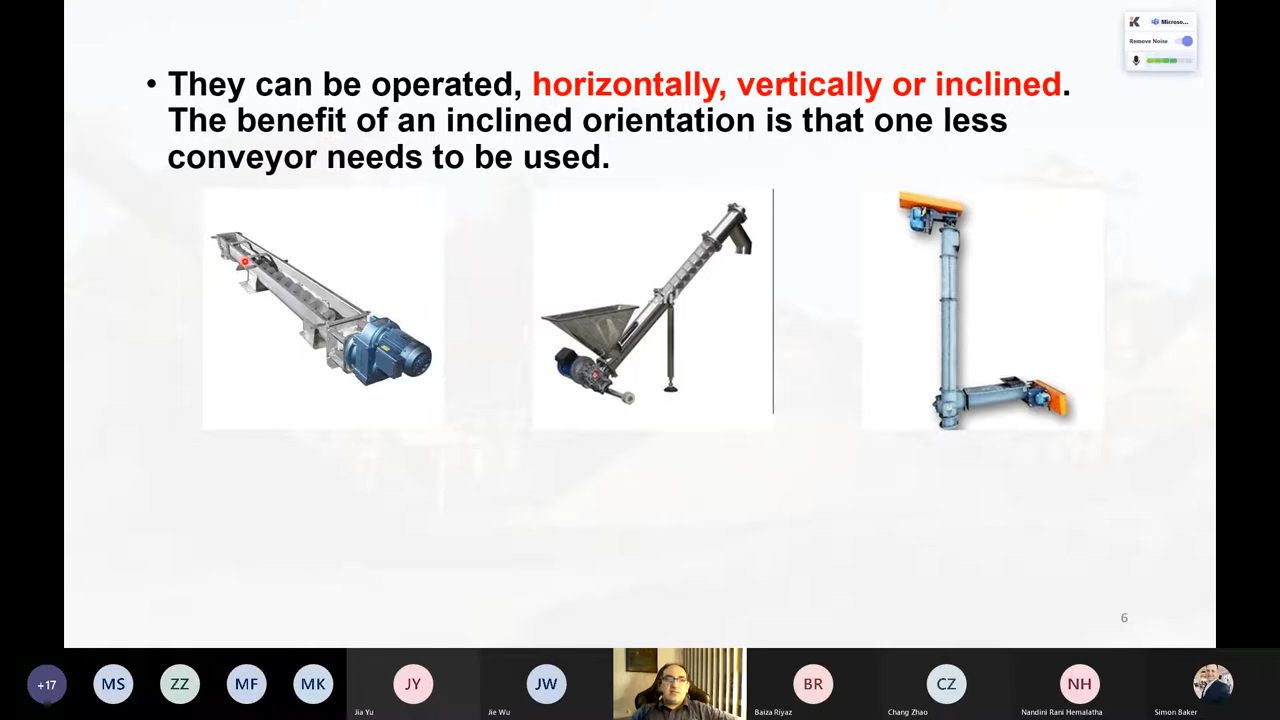 Microso...
Remove Noise
• They can be operated, horizontally, vertically or inclined.
The benefit of an inclined orientation is that one less
conveyor needs to be used.
6
+17
MS
ZZ
MF
MK
JY
Jia Yu
JW
Jie Wu
BR
Baiza Riyaz
CZ
Chang Zhao
NH
Nandini Rani Hemalatha
Simon Baker